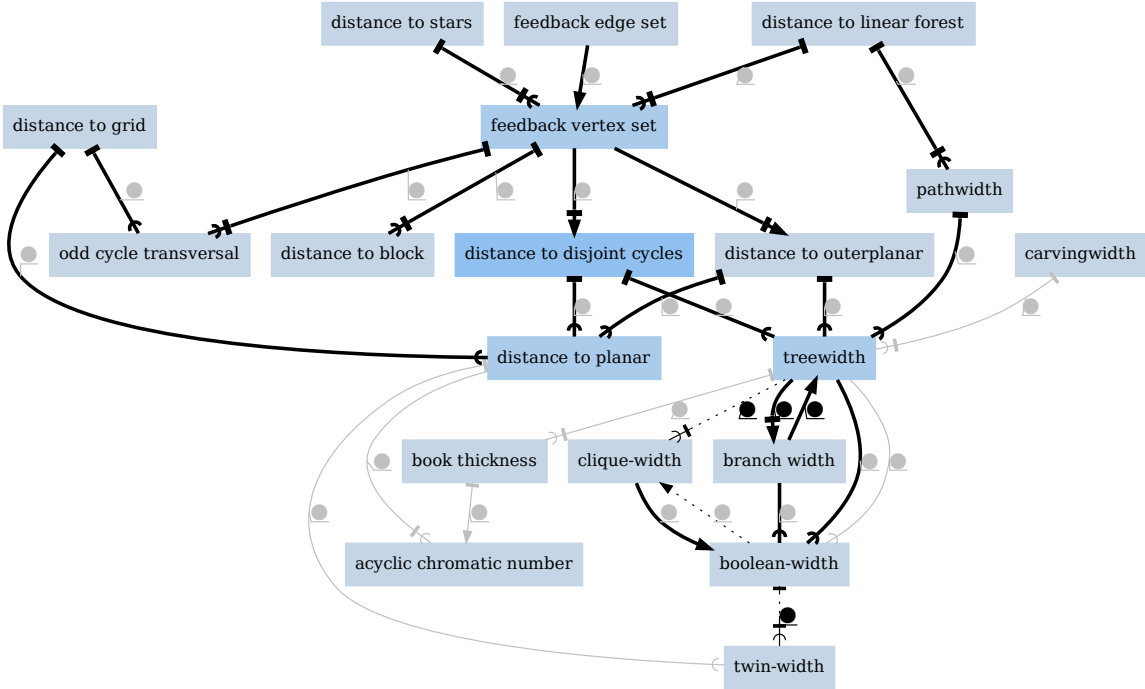 distance to stars
feedback edge set
distance to linear forest
distance to grid
feedback vertex set
pathwidth
odd cycle transversal
distance to block
distance to disjoint cycles
distance to outerplanar
carvingwidth
distance to planar
treewidth
book thickness
clique-width
branch width
acyclic chromatic number
boolean-width
twin-width